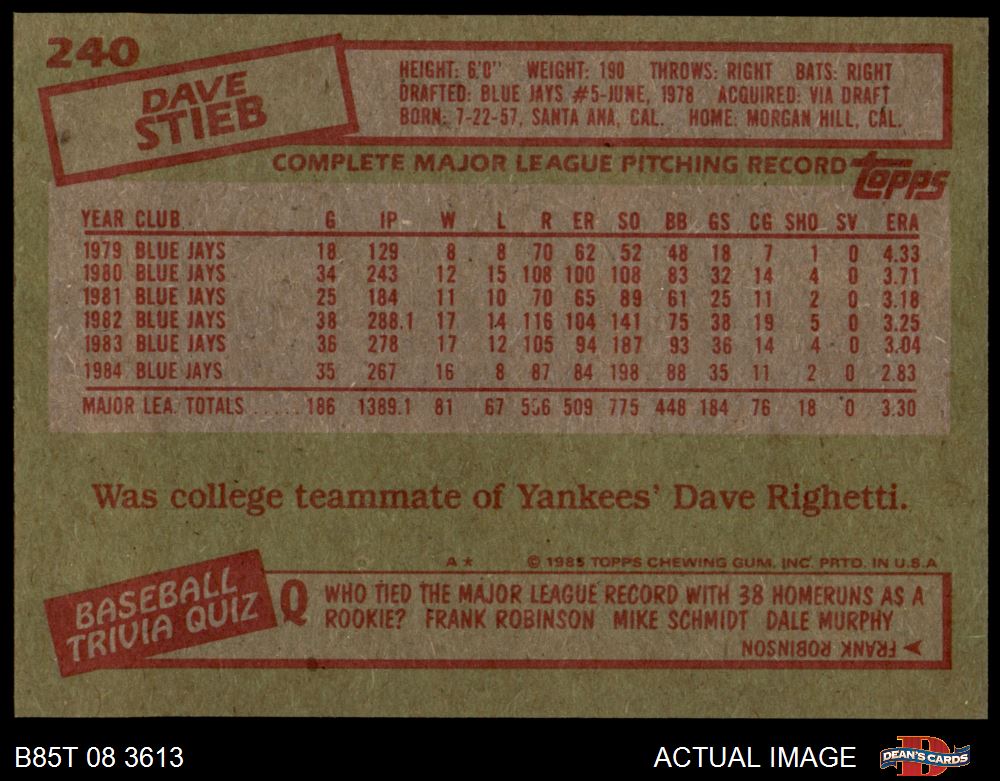 240
DAVE
STIEB
HEIGHT: 6'0" WEIGHT: 190 THROWS: RIGHT BATS: RIGHT
DRAFTED: BLUE JAYS #5-JUNE, 1978 ACQUIRED: VIA DRAFT
BORN: 7-22-57, SANTA ANA, CAL. HOME: MORGAN HILL, CAL.
COMPLETE MAJOR LEAGUE PITCHING RECORD topps
YEAR CLUB G IP W L R ER SO BB GS CG SHO SV ERA
1979 BLUE JAYS 18 129 8 8 70 62 52 48 18 7 1 0 4.33
1980 BLUE JAYS 34 243 12 15 108 100 108 83 32 14 4 0 3.71
1981 BLUE JAYS 25 184 11 10 70 65 89 61 25 11 2 0 3.18
1982 BLUE JAYS 38 288.1 17 14 116 104 141 75 38 19 5 0 3.25
1983 BLUE JAYS 36 278 17 12 105 94 187 93 36 14 4 0 3.04
1984 BLUE JAYS 35 267 16 8 87 84 198 88 35 11 2 0 2.83
MAJOR LEA. TOTALS ..... 186 1389.1 81 67 556 509 775 448 184 76 18 0 3.30
Was college teammate of Yankees' Dave Righetti.
A* © 1985 TOPPS CHEWING GUM, INC. PRTD. IN U.S.A
BASEBALL
TRIVIA QUIZ
Q WHO TIED THE MAJOR LEAGUE RECORD WITH 38 HOMERUNS AS A
ROOKIE? FRANK ROBINSON MIKE SCHMIDT DALE MURPHY
FRANK ROBINSON
B85T 08 3613
ACTUAL IMAGE
D
DEAN'S CARDS